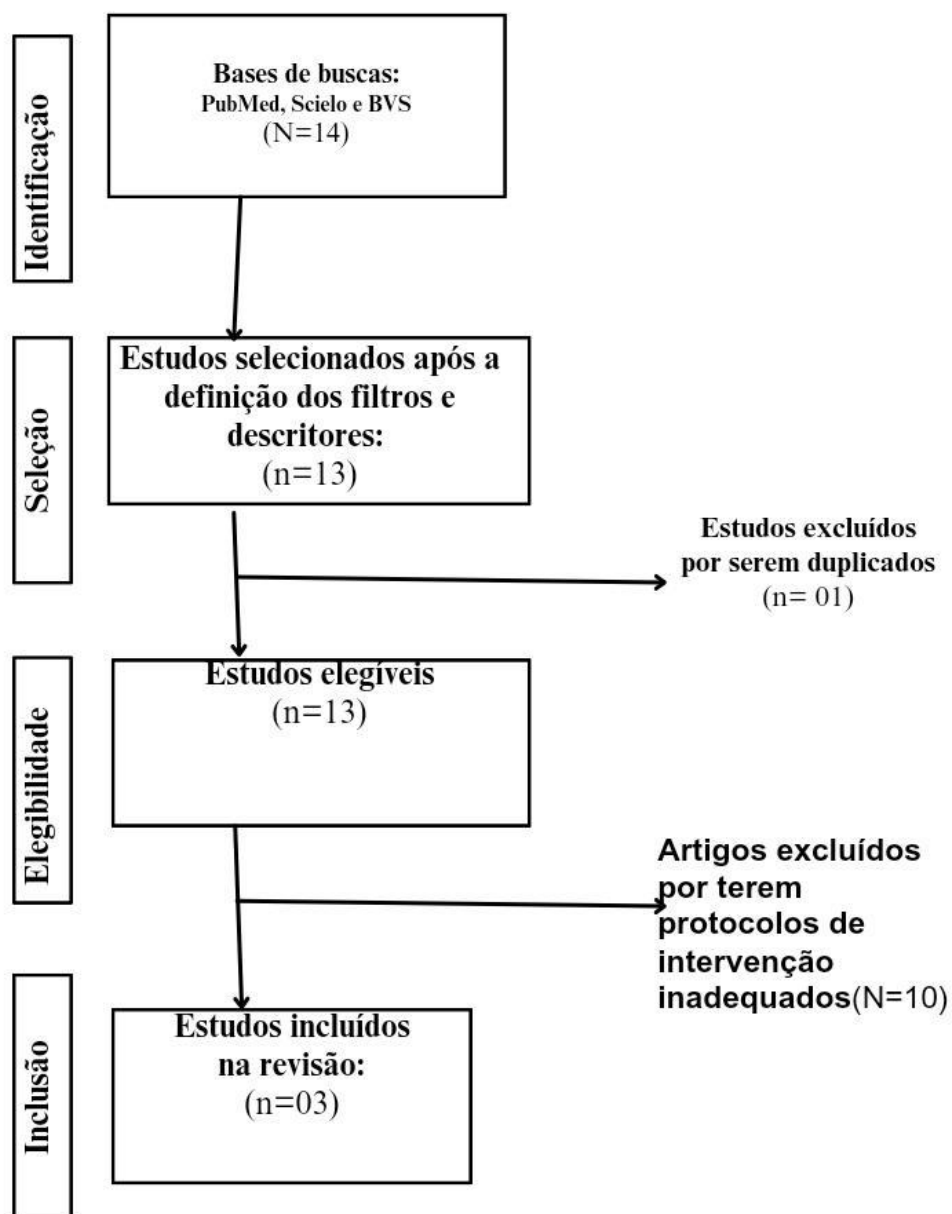 Identificação
Bases de buscas:
PubMed, Scielo e BVS
(N=14)
Seleção
Estudos selecionados após a
definição dos filtros e
descritores:
(n=13)
Estudos excluídos
por serem duplicados
(n= 01)
Elegibilidade
Estudos elegíveis
(n=13)
Artigos excluídos
por terem
protocolos de
intervenção
inadequados(N=10)
Inclusão
Estudos incluídos
na revisão:
(n=03)